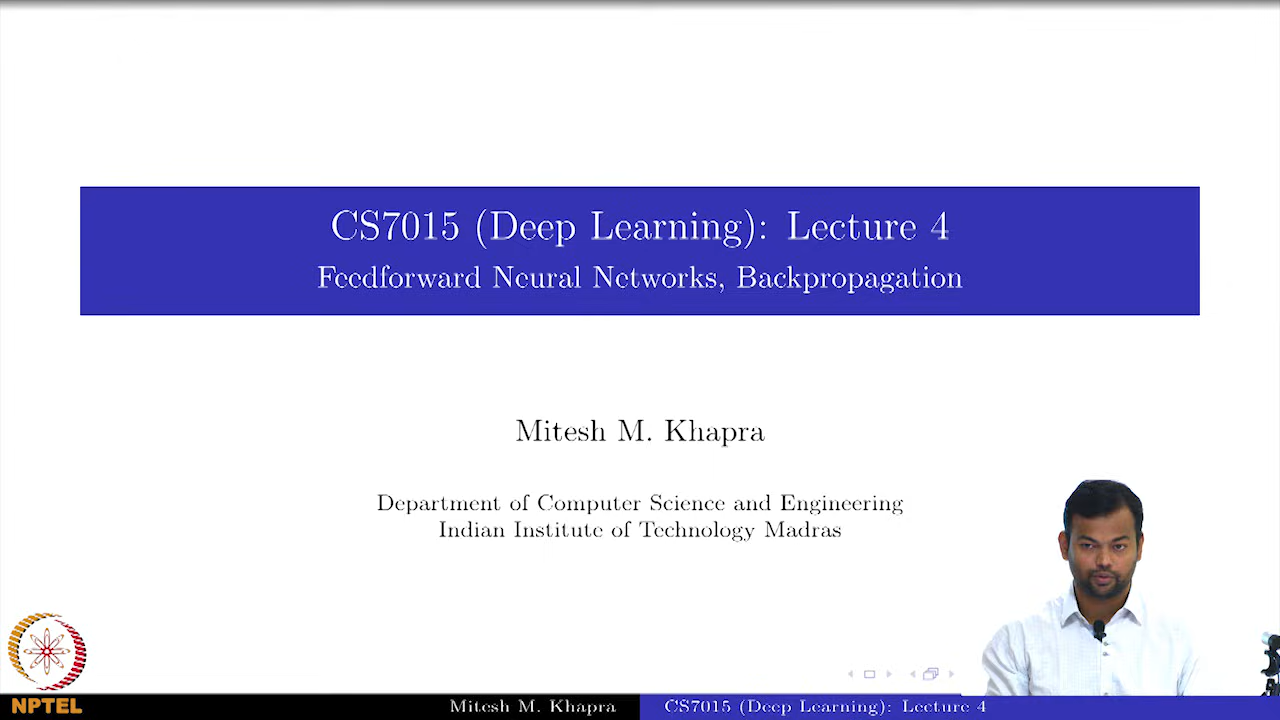 CS7015 (Deep Learning): Lecture 4
Feedforward Neural Networks, Backpropagation
Mitesh M. Khapra
Department of Computer Science and Engineering
Indian Institute of Technology Madras
NPTEL
Mitesh M. Khapra
CS7015 (Deep Learning): Lecture 4